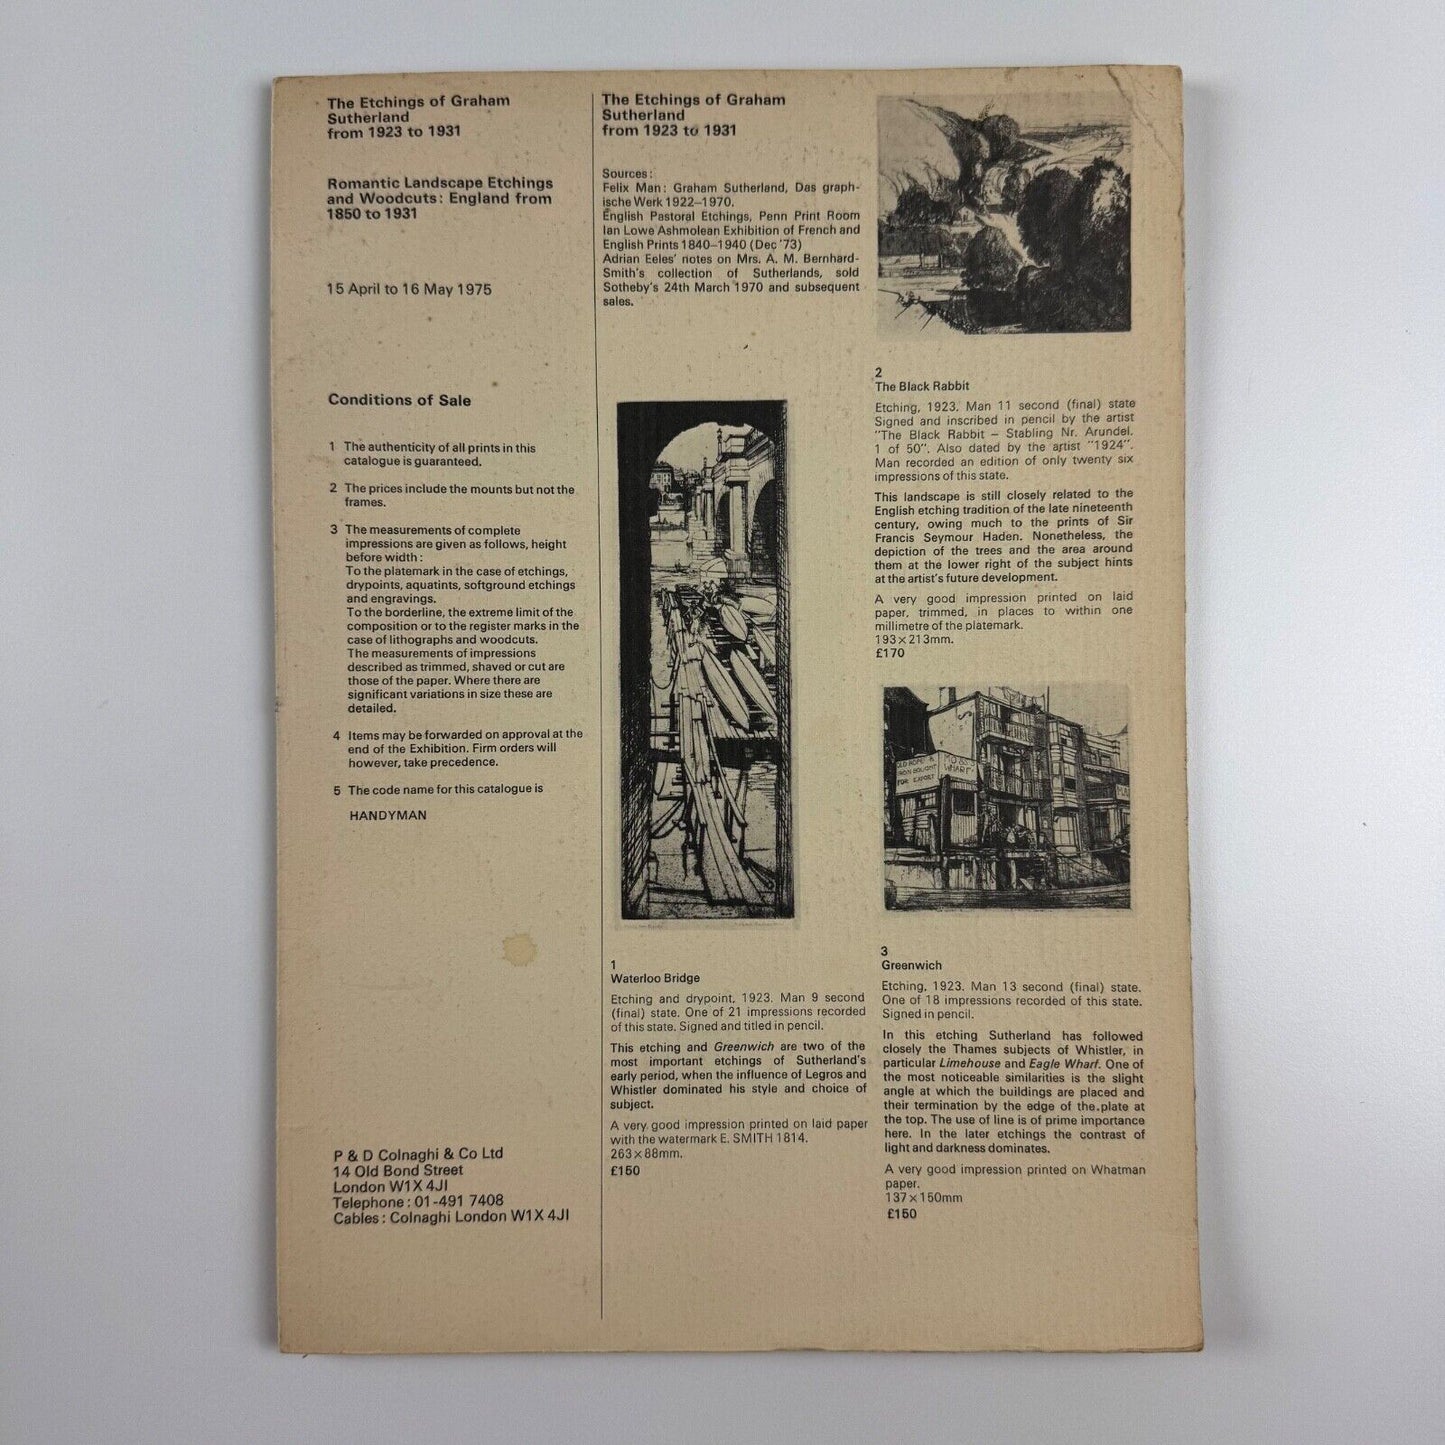 The Etchings of Graham
Sutherland
from 1923 to 1931
Romantic Landscape Etchings
and Woodcuts: England from
1850 to 1931
15 April to 16 May 1975
Conditions of Sale
1 The authenticity of all prints in this
catalogue is guaranteed.
2 The prices include the mounts but not the
frames.
3 The measurements of complete
impressions are given as follows, height
before width:
To the platemark in the case of etchings,
drypoints, aquatints, softground etchings
and engravings.
To the borderline, the extreme limit of the
composition or to the register marks in the
case of lithographs and woodcuts.
The measurements of impressions
described as trimmed, shaved or cut are
those of the paper. Where there are
significant variations in size these are
detailed.
4 Items may be forwarded on approval at the
end of the Exhibition. Firm orders will
however, take precedence.
5 The code name for this catalogue is
HANDYMAN
P & D Colnaghi & Co Ltd
14 Old Bond Street
London W1X 4JI
Telephone: 01-491 7408
Cables: Colnaghi London W1X 4JI
The Etchings of Graham
Sutherland
from 1923 to 1931
Sources:
Felix Man: Graham Sutherland, Das graph-
ische Werk 1922–1970.
English Pastoral Etchings, Penn Print Room
Ian Lowe Ashmolean Exhibition of French and
English Prints 1840–1940 (Dec '73)
Adrian Eeles' notes on Mrs. A. M. Bernhard-
Smith's collection of Sutherlands, sold
Sotheby's 24th March 1970 and subsequent
sales.
1
Waterloo Bridge
Etching and drypoint, 1923. Man 9 second
(final) state. One of 21 impressions recorded
of this state. Signed and titled in pencil.
This etching and Greenwich are two of the
most important etchings of Sutherland's
early period, when the influence of Legros and
Whistler dominated his style and choice of
subject.
A very good impression printed on laid paper
with the watermark E. SMITH 1814.
263×88mm.
£150
2
The Black Rabbit
Etching, 1923. Man 11 second (final) state
Signed and inscribed in pencil by the artist
"The Black Rabbit – Stabling Nr. Arundel.
1 of 50". Also dated by the artist "1924".
Man recorded an edition of only twenty six
impressions of this state.
This landscape is still closely related to the
English etching tradition of the late nineteenth
century, owing much to the prints of Sir
Francis Seymour Haden. Nonetheless, the
depiction of the trees and the area around
them at the lower right of the subject hints
at the artist's future development.
A very good impression printed on laid
paper, trimmed, in places to within one
millimetre of the platemark.
193×213mm.
£170
OLD ROPE &
IRON BOUGHT
FOR EXPORT
WHARF
3
Greenwich
Etching, 1923. Man 13 second (final) state.
One of 18 impressions recorded of this state.
Signed in pencil.
In this etching Sutherland has followed
closely the Thames subjects of Whistler, in
particular Limehouse and Eagle Wharf. One of
the most noticeable similarities is the slight
angle at which the buildings are placed and
their termination by the edge of the plate at
the top. The use of line is of prime importance
here. In the later etchings the contrast of
light and darkness dominates.
A very good impression printed on Whatman
paper.
137×150mm
£150